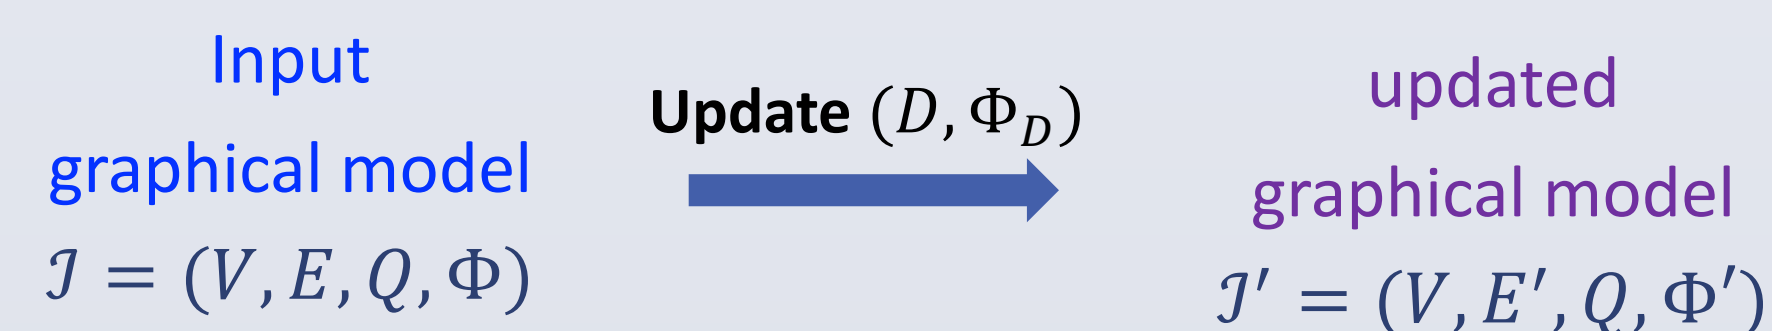 Input
graphical model
ℐ = (V, E, Q, Φ)
Update (D, Φ_D)
updated
graphical model
ℐ′ = (V, E′, Q, Φ′)